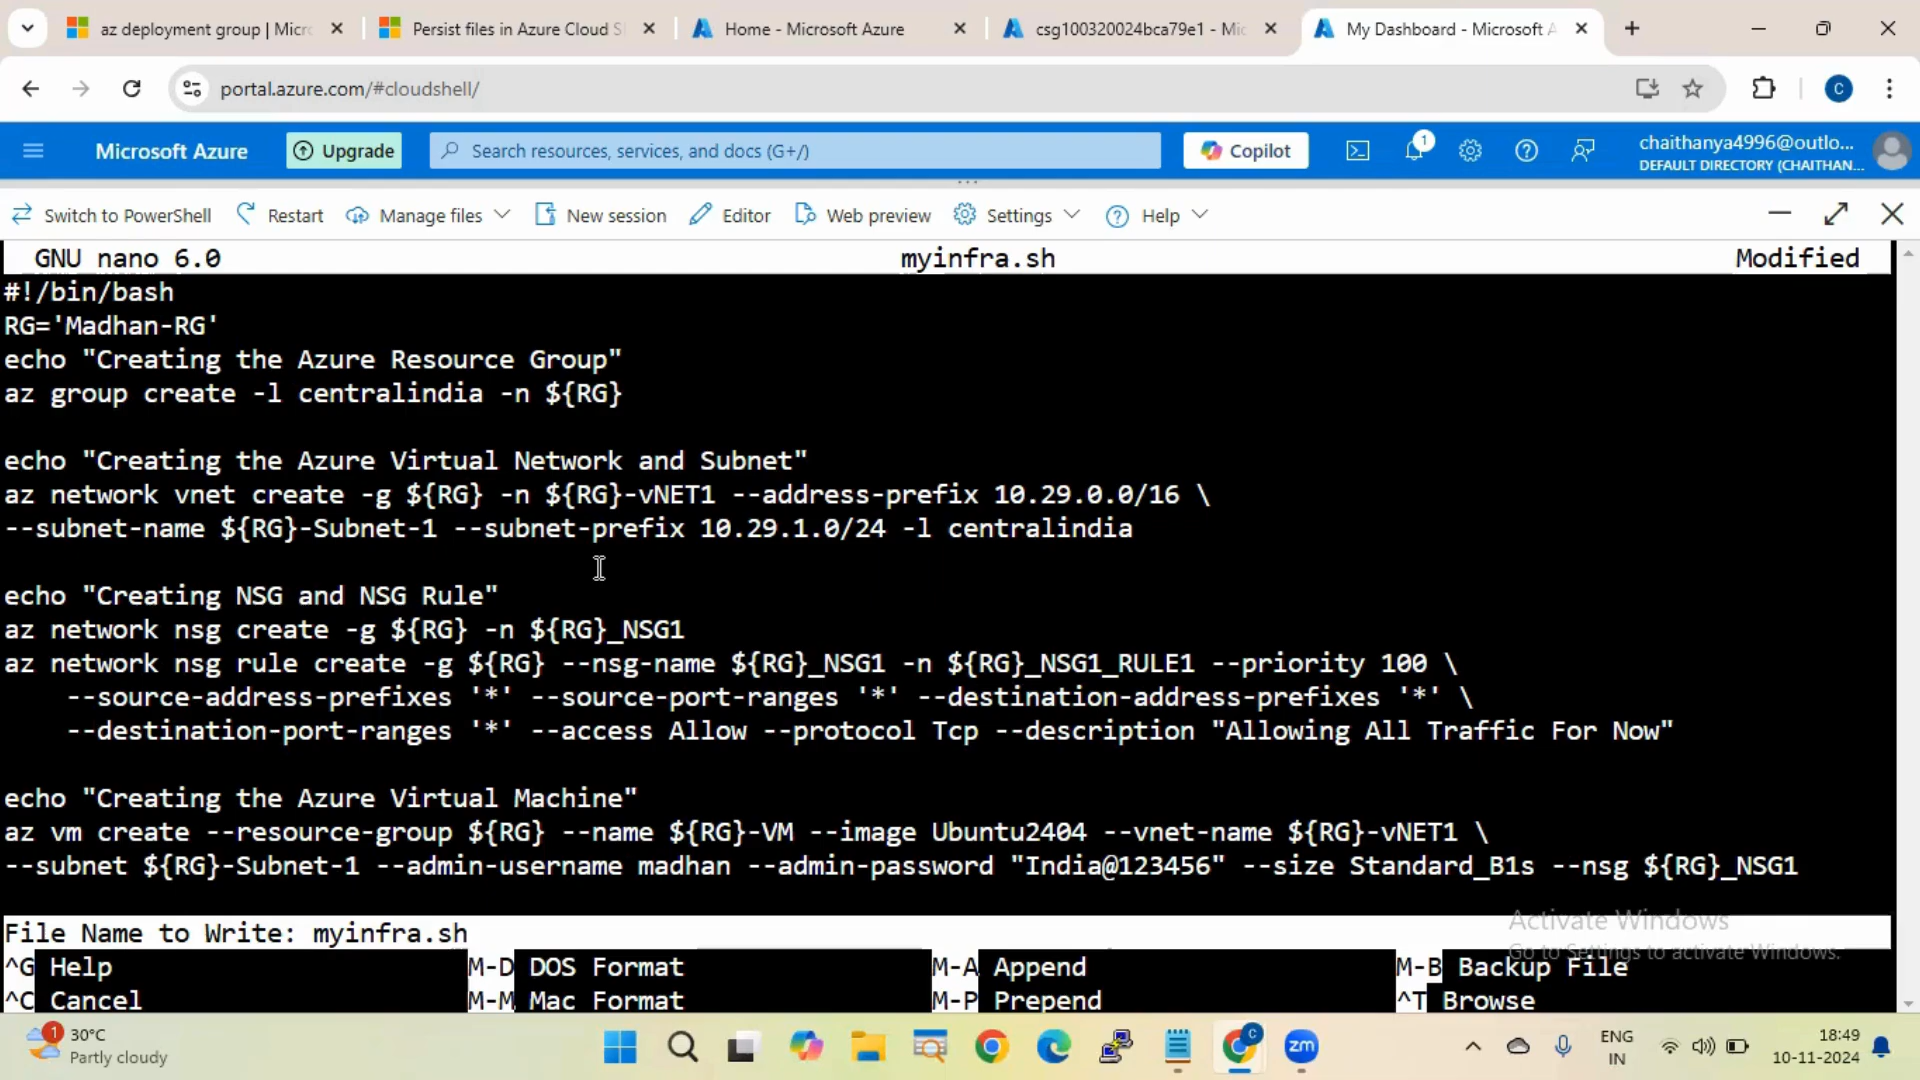 az deployment group | Micr
Persist files in Azure Cloud S
Home - Microsoft Azure
csg100320024bca79e1 - Mic
My Dashboard - Microsoft A
portal.azure.com/#cloudshell/
C
Microsoft Azure
Upgrade
Search resources, services, and docs (G+/)
Copilot
1
chaithanya4996@outlo...
DEFAULT DIRECTORY (CHAITHAN...
Switch to PowerShell
Restart
Manage files
New session
Editor
Web preview
Settings
Help
GNU nano 6.0 myinfra.sh Modified
#!/bin/bash
RG='Madhan-RG'
echo "Creating the Azure Resource Group"
az group create -l centralindia -n ${RG}
echo "Creating the Azure Virtual Network and Subnet"
az network vnet create -g ${RG} -n ${RG}-vNET1 --address-prefix 10.29.0.0/16 \
--subnet-name ${RG}-Subnet-1 --subnet-prefix 10.29.1.0/24 -l centralindia
echo "Creating NSG and NSG Rule"
az network nsg create -g ${RG} -n ${RG}_NSG1
az network nsg rule create -g ${RG} --nsg-name ${RG}_NSG1 -n ${RG}_NSG1_RULE1 --priority 100 \
--source-address-prefixes '*' --source-port-ranges '*' --destination-address-prefixes '*' \
--destination-port-ranges '*' --access Allow --protocol Tcp --description "Allowing All Traffic For Now"
echo "Creating the Azure Virtual Machine"
az vm create --resource-group ${RG} --name ${RG}-VM --image Ubuntu2404 --vnet-name ${RG}-vNET1 \
--subnet ${RG}-Subnet-1 --admin-username madhan --admin-password "India@123456" --size Standard_B1s --nsg ${RG}_NSG1
Activate Windows
Go to Settings to activate Windows.
File Name to Write: myinfra.sh
^G Help M-D DOS Format M-A Append M-B Backup File
^C Cancel M-M Mac Format M-P Prepend ^T Browse
1
30°C
Partly cloudy
C
zm
ENG
IN
18:49
10-11-2024